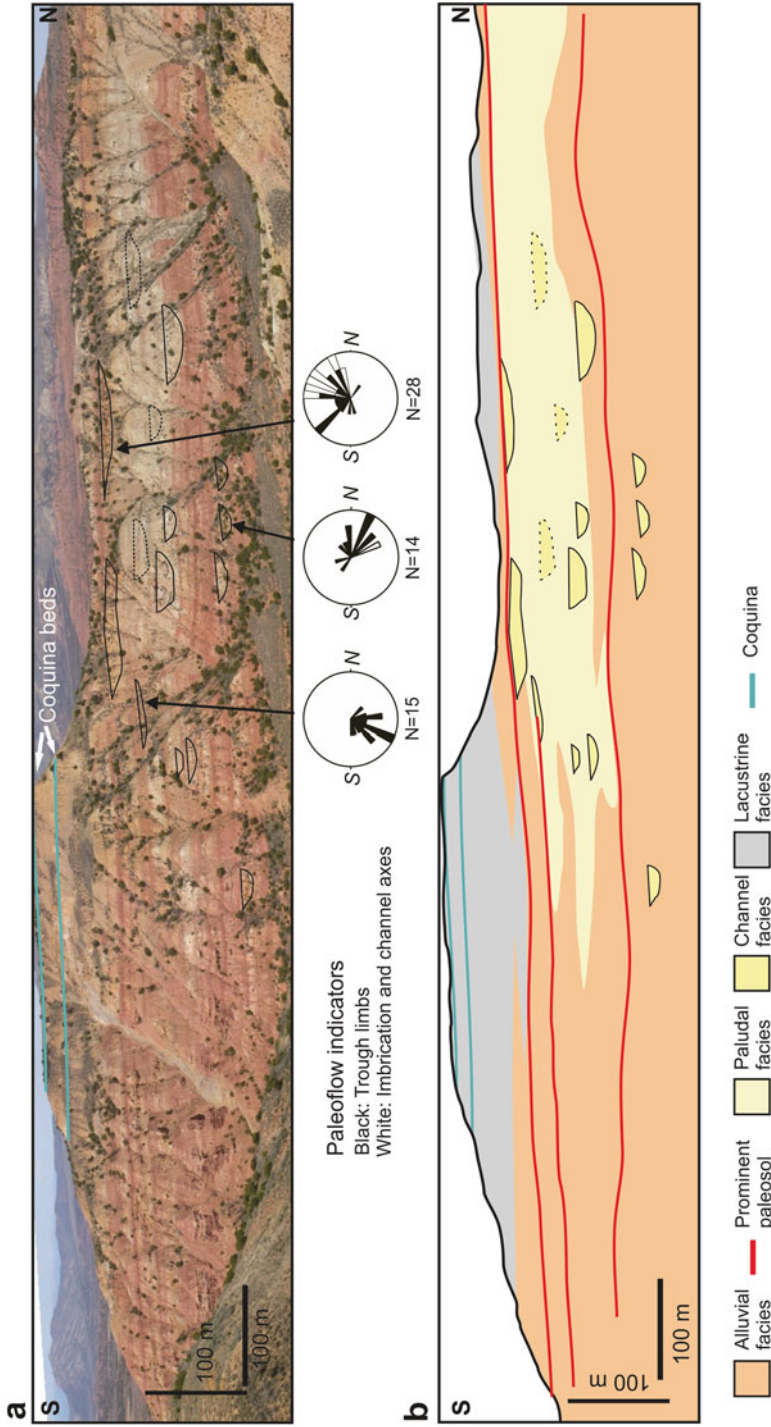 a
S
N
Coquina beds
100 m
100 m
Paleoflow indicators
Black: Trough limbs
White: Imbrication and channel axes
S
N
N=15
S
N
N=14
S
N
N=28
b
S
N
100 m
100 m
Alluvial facies
Prominent paleosol
Paludal facies
Channel facies
Lacustrine facies
Coquina